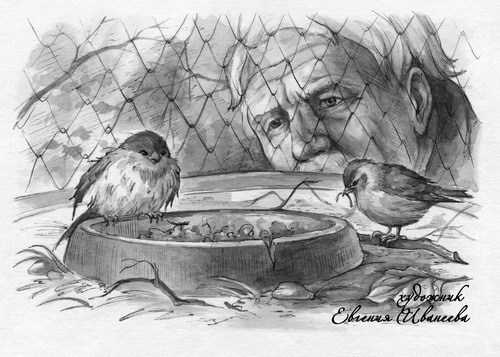 художник
Евгения Иванеева